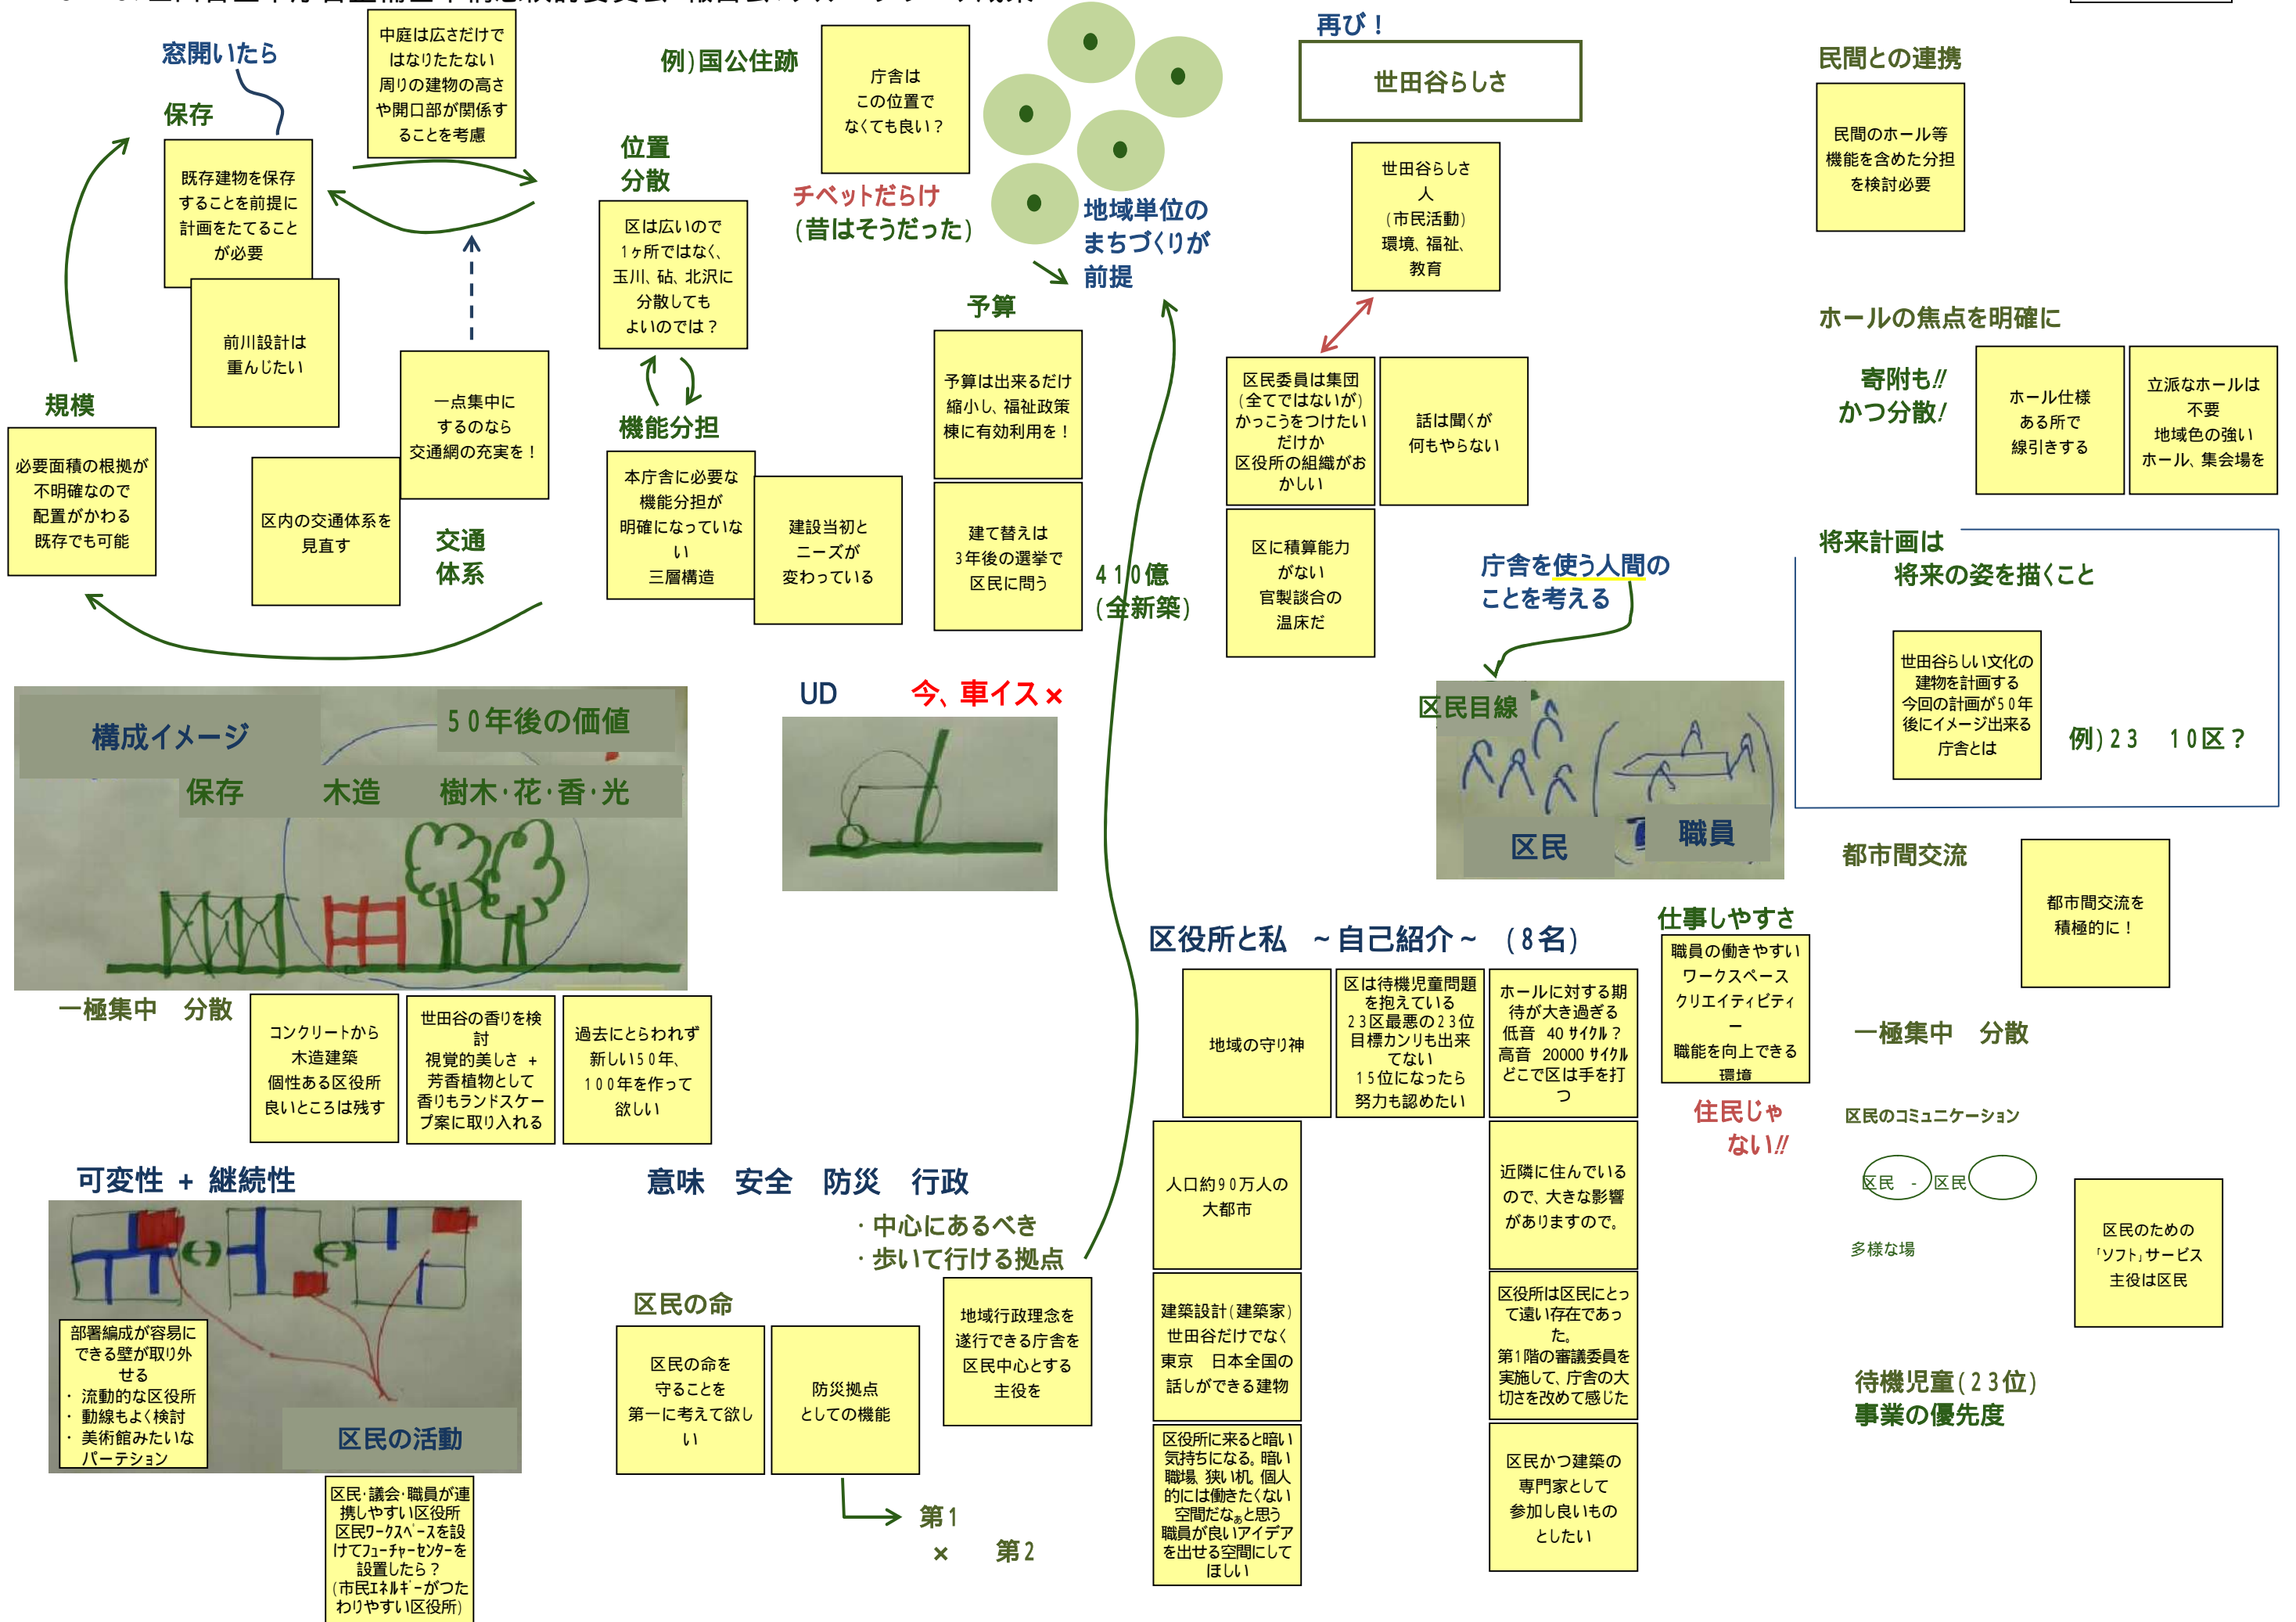 窓開いたら
保存
中庭は広さだけで
はなりたたない
周りの建物の高さ
や開口部が関係す
ることを考慮
既存建物を保存
することを前提に
計画をたてること
が必要
前川設計は
重んじたい
規模
必要面積の根拠が
不明確なので
配置がかわる
既存でも可能
一点集中に
するのなら
交通網の充実を！
区内の交通体系を
見直す
交通
体系
例)国公住跡
庁舎は
この位置で
なくても良い？
チベットだらけ
(昔はそうだった)
位置
分散
区は広いので
1ヶ所ではなく、
玉川、砧、北沢に
分散しても
よいのでは？
機能分担
本庁舎に必要な
機能分担が
明確になっていな
い
三層構造
建設当初と
ニーズが
変わっている
地域単位の
まちづくりが
前提
予算
予算は出来るだけ
縮小し、福祉政策
棟に有効利用を！
建て替えは
3年後の選挙で
区民に問う
410億
(全新築)
再び！
世田谷らしさ
世田谷らしさ
人
(市民活動)
環境、福祉、
教育
区民委員は集団
(全てではないが)
かっこうをつけたい
だけか
区役所の組織がお
かしい
話は聞くが
何もやらない
区に積算能力
がない
官製談合の
温床だ
庁舎を使う人間の
ことを考える
区民目線
区民
職員
民間との連携
民間のホール等
機能を含めた分担
を検討必要
ホールの焦点を明確に
寄附も!!
かつ分散!
ホール仕様
ある所で
線引きする
立派なホールは
不要
地域色の強い
ホール、集会場を
将来計画は
将来の姿を描くこと
世田谷らしい文化の
建物を計画する
今回の計画が50年
後にイメージ出来る
庁舎とは
例)23　10区？
都市間交流
都市間交流を
積極的に！
一極集中　分散
区民のコミュニケーション
区民 - 区民
多様な場
区民のための
「ソフト」サービス
主役は区民
待機児童(23位)
事業の優先度
構成イメージ
50年後の価値
保存　木造　樹木・花・香・光
一極集中　分散
コンクリートから
木造建築
個性ある区役所
良いところは残す
世田谷の香りを検
討
視覚的美しさ +
芳香植物として
香りもランドスケー
プ案に取り入れる
過去にとらわれず
新しい50年、
100年を作って
欲しい
UD　今、車イス×
可変性 + 継続性
部署編成が容易に
できる壁が取り外
せる
・ 流動的な区役所
・ 動線もよく検討
・ 美術館みたいな
パーテション
区民の活動
区民・議会・職員が連
携しやすい区役所
区民ワークスペースを設
けてフューチャーセンターを
設置したら？
(市民エネルギーがつた
わりやすい区役所)
意味　安全　防災　行政
・中心にあるべき
・歩いて行ける拠点
区民の命
区民の命を
守ることを
第一に考えて欲し
い
防災拠点
としての機能
地域行政理念を
遂行できる庁舎を
区民中心とする
主役を
第1
×　第2
区役所と私　~自己紹介~　(8名)
地域の守り神
区は待機児童問題
を抱えている
23区最悪の23位
目標カンリも出来
てない
15位になったら
努力も認めたい
ホールに対する期
待が大き過ぎる
低音 40 サイクル？
高音 20000 サイクル
どこで区は手を打
つ
人口約90万人の
大都市
近隣に住んでいる
ので、大きな影響
がありますので。
建築設計(建築家)
世田谷だけでなく
東京　日本全国の
話しができる建物
区役所は区民にとっ
て遠い存在であっ
た。
第1階の審議委員を
実施して、庁舎の大
切さを改めて感じた
区役所に来ると暗い
気持ちになる。暗い
職場、狭い机。個人
的には働きたくない
空間だなぁと思う
職員が良いアイデア
を出せる空間にして
ほしい
区民かつ建築の
専門家として
参加し良いもの
としたい
仕事しやすさ
職員の働きやすい
ワークスペース
クリエイティビティ
ー
職能を向上できる
環境
住民じゃ
ない!!